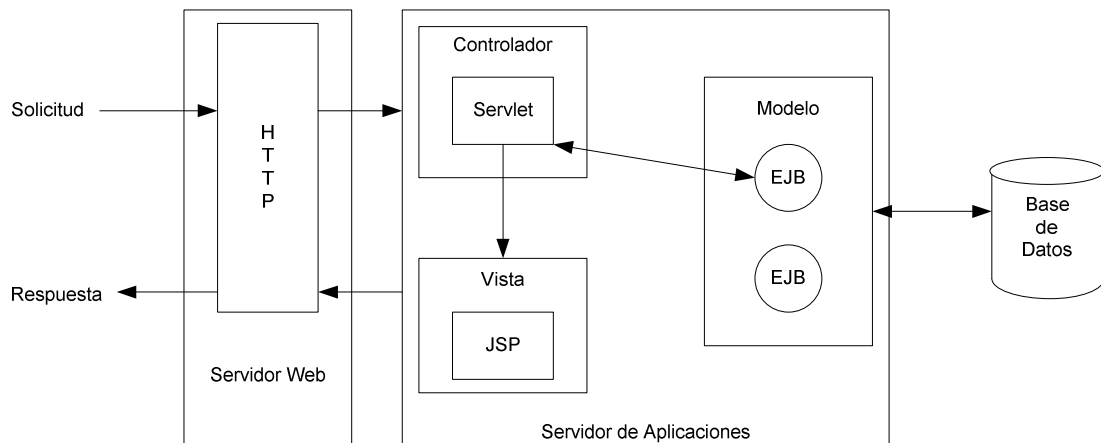 Solicitud
Respuesta
H
T
T
P
Servidor Web
Controlador
Servlet
Vista
JSP
Modelo
EJB
EJB
Servidor de Aplicaciones
Base
de
Datos